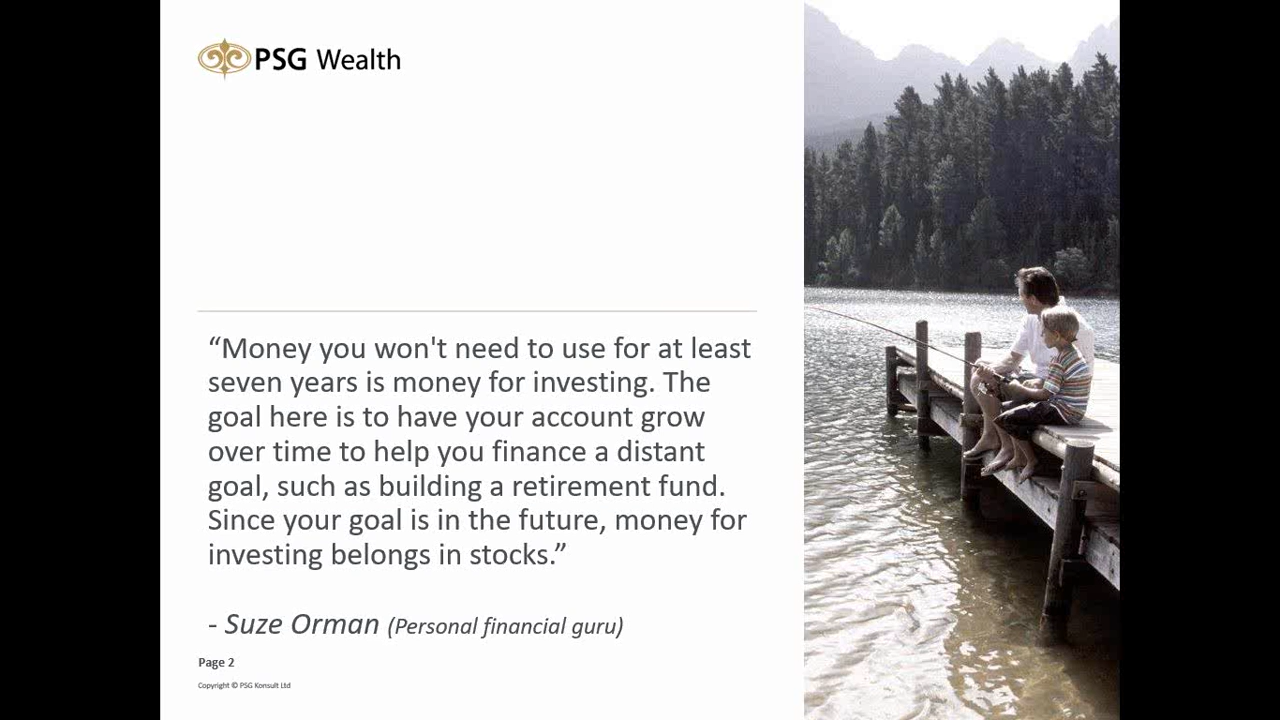 PSG Wealth
“Money you won't need to use for at least
seven years is money for investing. The
goal here is to have your account grow
over time to help you finance a distant
goal, such as building a retirement fund.
Since your goal is in the future, money for
investing belongs in stocks.”
- Suze Orman (Personal financial guru)
Page 2
Copyright © PSG Konsult Ltd